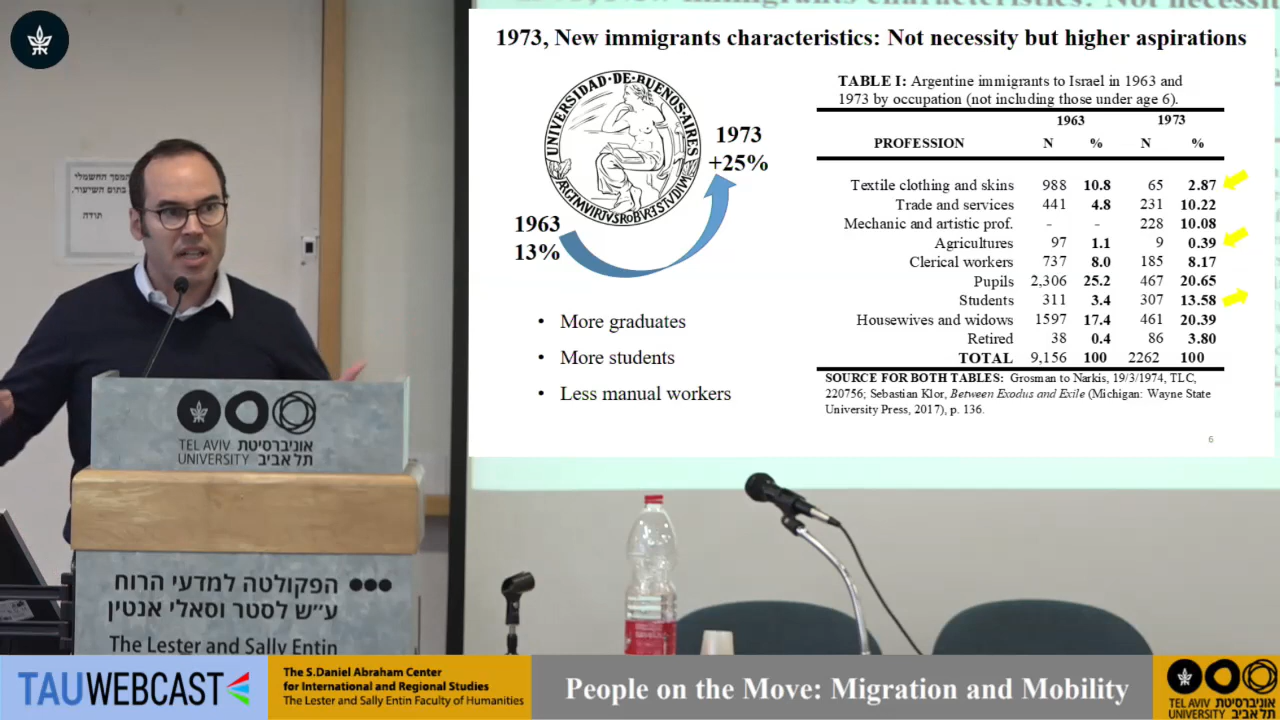 1973, New immigrants characteristics: Not necessity but higher aspirations
UNIVERSIDAD·DE·BUENOS·AIRES
1973
+25%
1963
13%
• More graduates
• More students
• Less manual workers
TABLE I: Argentine immigrants to Israel in 1963 and
1973 by occupation (not including those under age 6).
1963 1973
PROFESSION N % N %
Textile clothing and skins 988 10.8 65 2.87
Trade and services 441 4.8 231 10.22
Mechanic and artistic prof. - - 228 10.08
Agricultures 97 1.1 9 0.39
Clerical workers 737 8.0 185 8.17
Pupils 2,306 25.2 467 20.65
Students 311 3.4 307 13.58
Housewives and widows 1597 17.4 461 20.39
Retired 38 0.4 86 3.80
TOTAL 9,156 100 2262 100
SOURCE FOR BOTH TABLES: Grosman to Narkis, 19/3/1974, TLC,
220756; Sebastian Klor, Between Exodus and Exile (Michigan: Wayne State
University Press, 2017), p. 136.
6
המסך החשמלי
בתום השיעור.
תודה
TEL AVIV אוניברסיטת
UNIVERSITY תל אביב
הפקולטה למדעי הרוח
ע״ש לסטר וסאלי אנטין
The Lester and Sally Entin
TAUWEBCAST
The S.Daniel Abraham Center
for International and Regional Studies
The Lester and Sally Entin Faculty of Humanities
People on the Move: Migration and Mobility
TEL AVIV אוניברסיטת
UNIVERSITY תל אביב